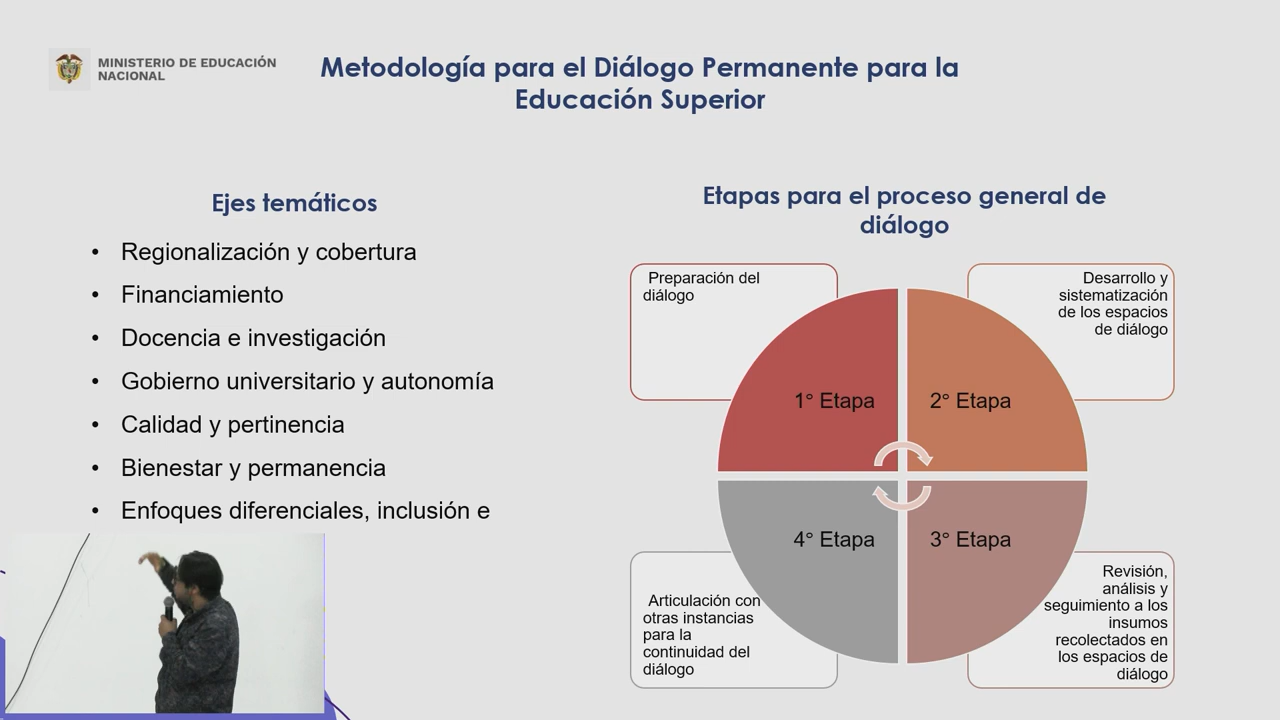 MINISTERIO DE EDUCACIÓN
NACIONAL
Metodología para el Diálogo Permanente para la
Educación Superior
Ejes temáticos
• Regionalización y cobertura
• Financiamiento
• Docencia e investigación
• Gobierno universitario y autonomía
• Calidad y pertinencia
• Bienestar y permanencia
• Enfoques diferenciales, inclusión e
Etapas para el proceso general de
diálogo
Preparación del
diálogo
Desarrollo y
sistematización
de los espacios
de diálogo
1° Etapa
2° Etapa
4° Etapa
3° Etapa
Articulación con
otras instancias
para la
continuidad del
diálogo
Revisión,
análisis y
seguimiento a los
insumos
recolectados en
los espacios de
diálogo